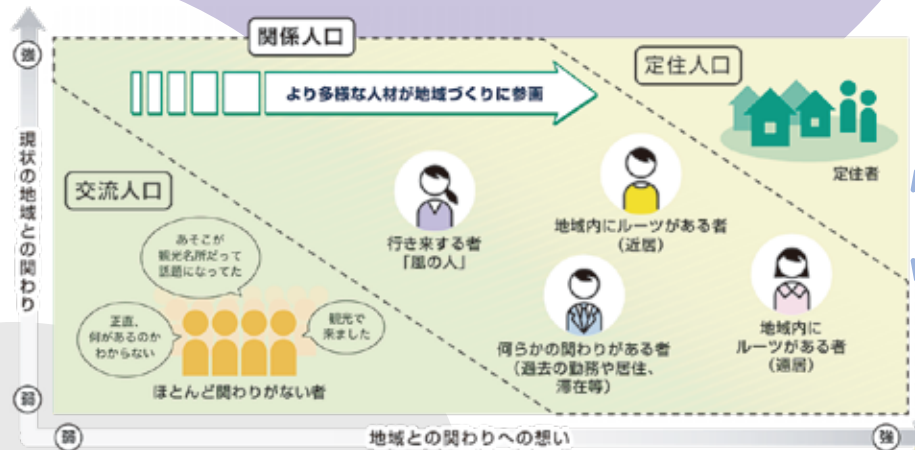 関係人口
強
定住人口
より多様な人材が地域づくりに参画
現状の地域との関わり
交流人口
定住者
あそこが
観光名所だって
話題になってた
行き来する者
「風の人」
地域内にルーツがある者
(近居)
正直、
何があるのか
わからない
観光で
来ました
地域内に
ルーツがある者
(遠居)
何らかの関わりがある者
(過去の勤務や居住、
滞在等)
ほとんど関わりがない者
弱
弱
地域との関わりへの想い
強